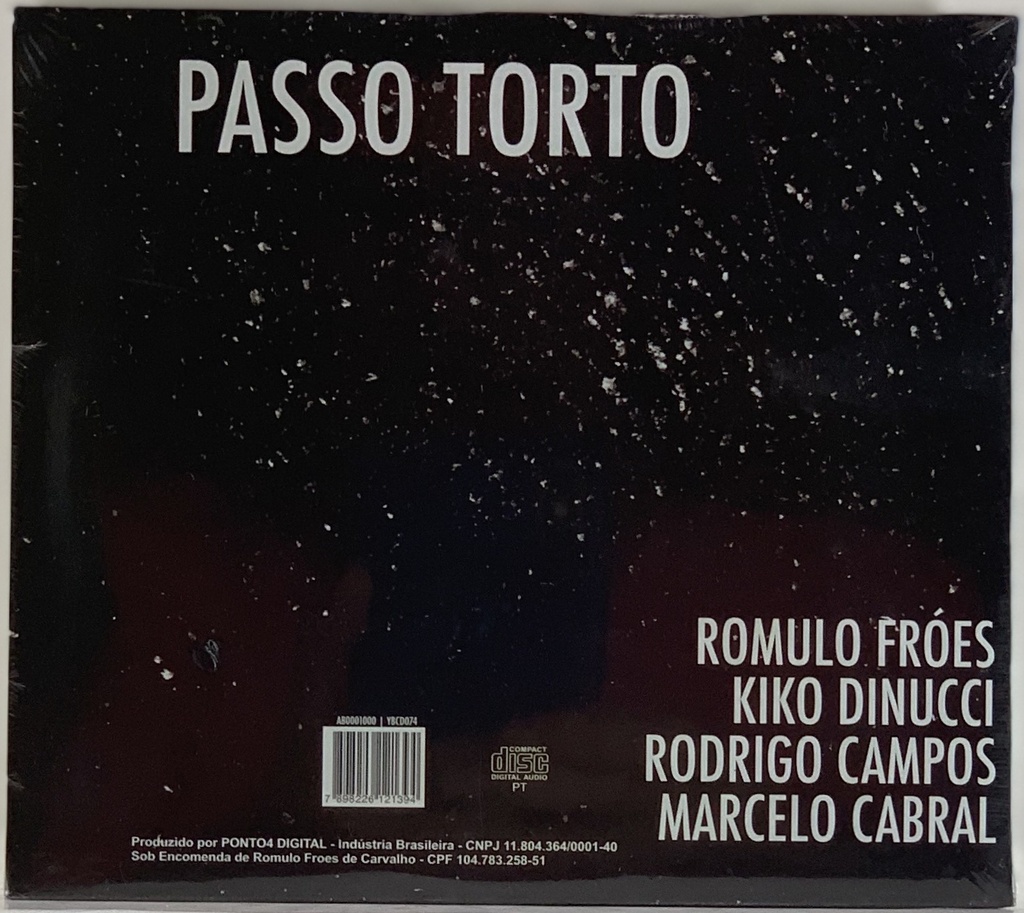 PASSO TORTO
ROMULO FRÓES
KIKO DINUCCI
RODRIGO CAMPOS
MARCELO CABRAL
AB0001000 | YBCD074
7 898226 121394
COMPACT
disc
DIGITAL AUDIO
PT
Produzido por PONTO4 DIGITAL - Indústria Brasileira - CNPJ 11.804.364/0001-40
Sob Encomenda de Romulo Froes de Carvalho - CPF 104.783.258-51